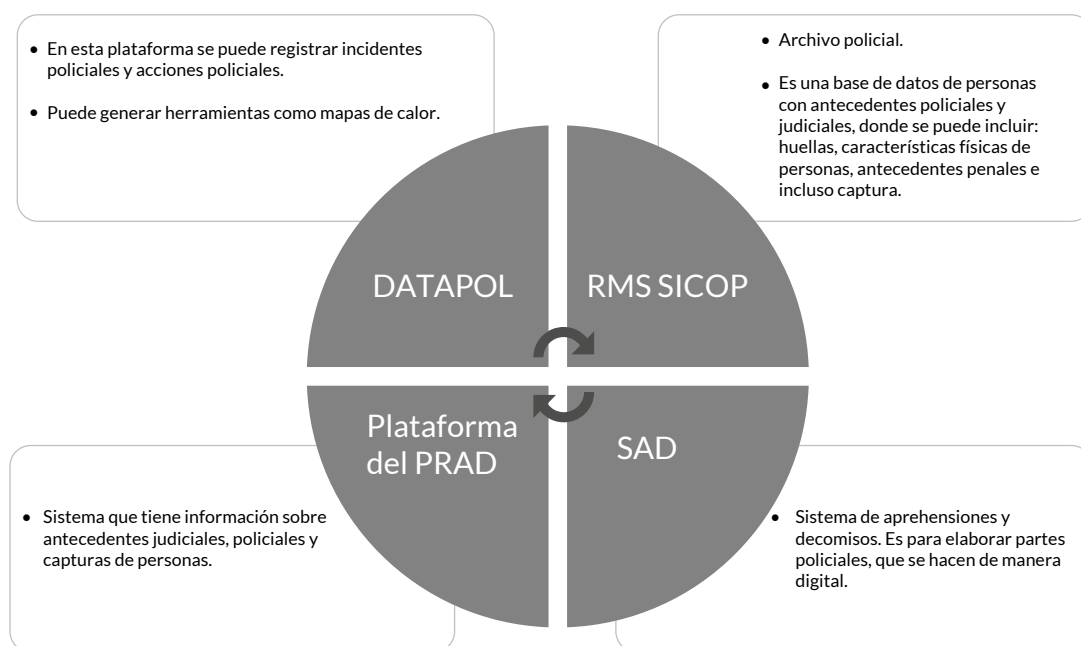 • En esta plataforma se puede registrar incidentes
policiales y acciones policiales.
• Puede generar herramientas como mapas de calor.
• Archivo policial.
• Es una base de datos de personas
con antecedentes policiales y
judiciales, donde se puede incluir:
huellas, características físicas de
personas, antecedentes penales e
incluso captura.
DATAPOL
RMS SICOP
Plataforma
del PRAD
SAD
• Sistema que tiene información sobre
antecedentes judiciales, policiales y
capturas de personas.
• Sistema de aprehensiones y
decomisos. Es para elaborar partes
policiales, que se hacen de manera
digital.